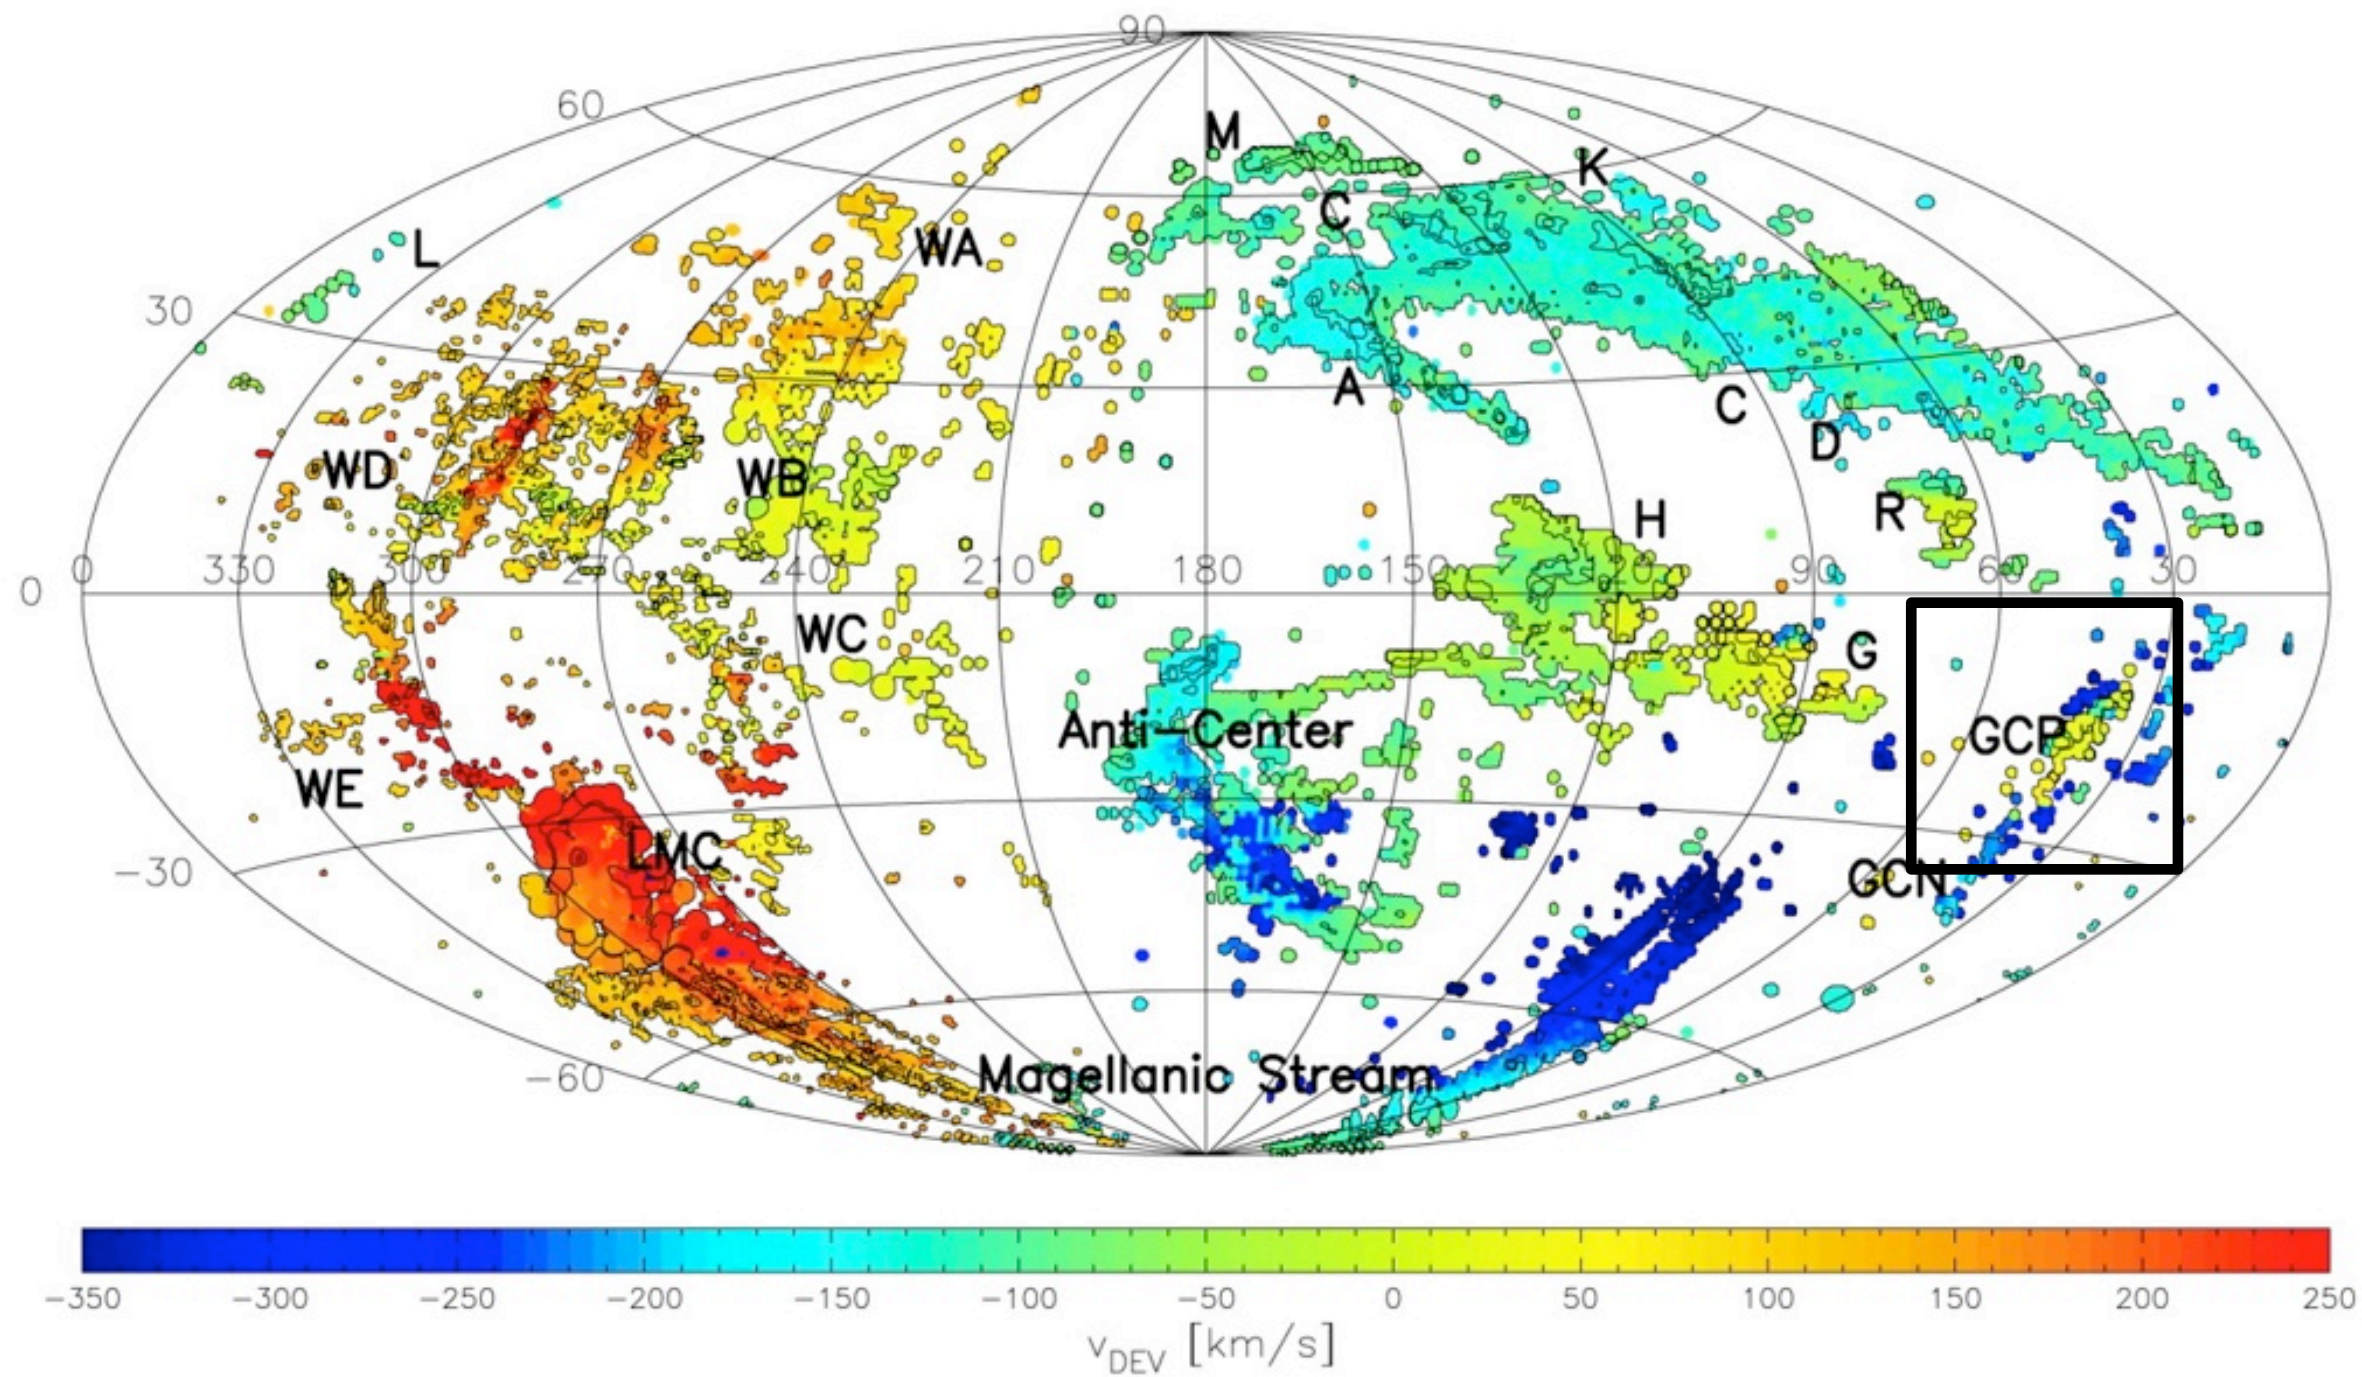 90
60
M
K
C
L
WA
30
A
C
D
WD
WB
R
H
0 330 300 270 240 210 180 150 120 90 60 30
0
WC
G
Anti-Center
GCP
WE
LMC
-30
GCN
-60
Magellanic Stream
-350 -300 -250 -200 -150 -100 -50 0 50 100 150 200 250
vDEV [km/s]